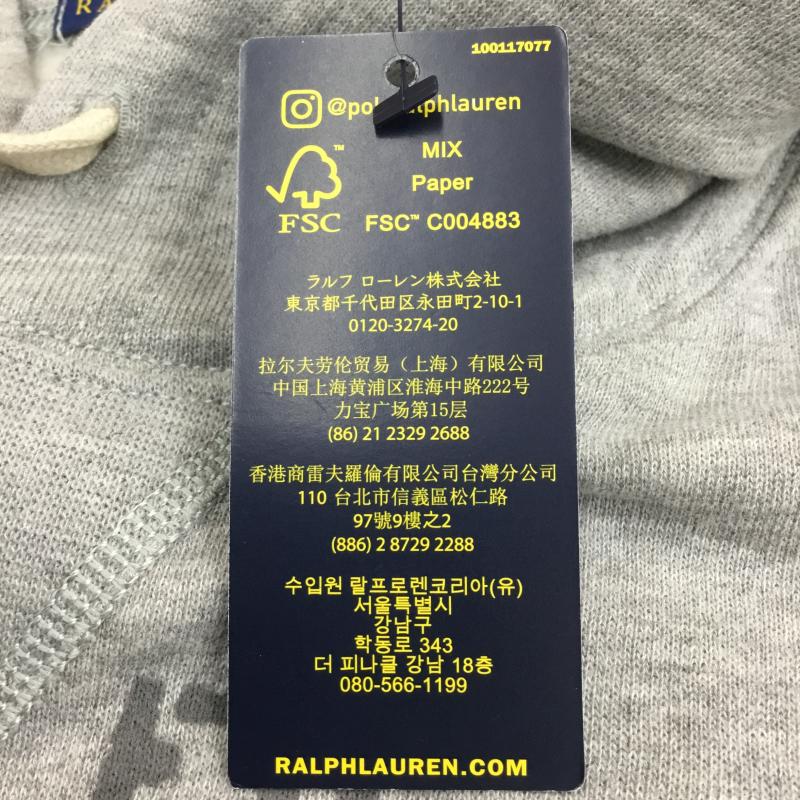 100117077
@pol alphlauren
MIX
Paper
FSC™ C004883
™
FSC
ラルフ ローレン株式会社
東京都千代田区永田町2-10-1
0120-3274-20
拉尔夫劳伦贸易（上海）有限公司
中国上海黄浦区淮海中路222号
力宝广场第15层
(86) 21 2329 2688
香港商雷夫羅倫有限公司台灣分公司
110 台北市信義區松仁路
97號9樓之2
(886) 2 8729 2288
수입원 랄프로렌코리아(유)
서울특별시
강남구
학동로 343
더 피나클 강남 18층
080-566-1199
RALPHLAUREN.COM